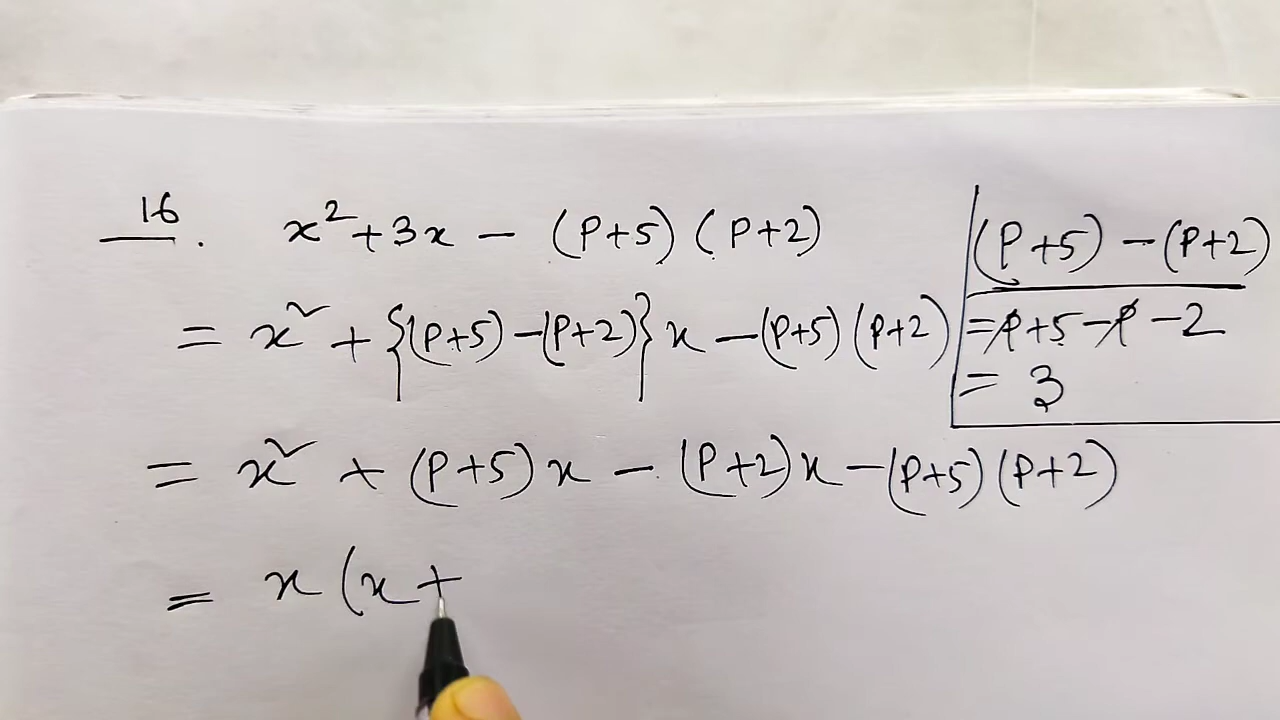 16. x² + 3x - (P+5) (P+2)
= x² + {(P+5) - (P+2)} x - (P+5) (P+2)
= x² + (P+5) x - (P+2) x - (P+5) (P+2)
= x (x +
(P+5) - (P+2)
= P+5 - P - 2
= 3